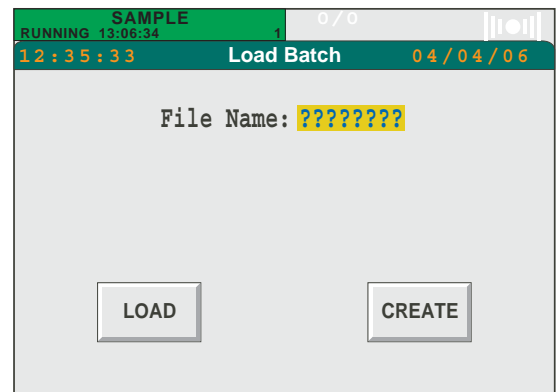 SAMPLE
RUNNING 13:06:34 1
0/0
12:35:33 Load Batch 04/04/06
File Name: ????????
LOAD CREATE